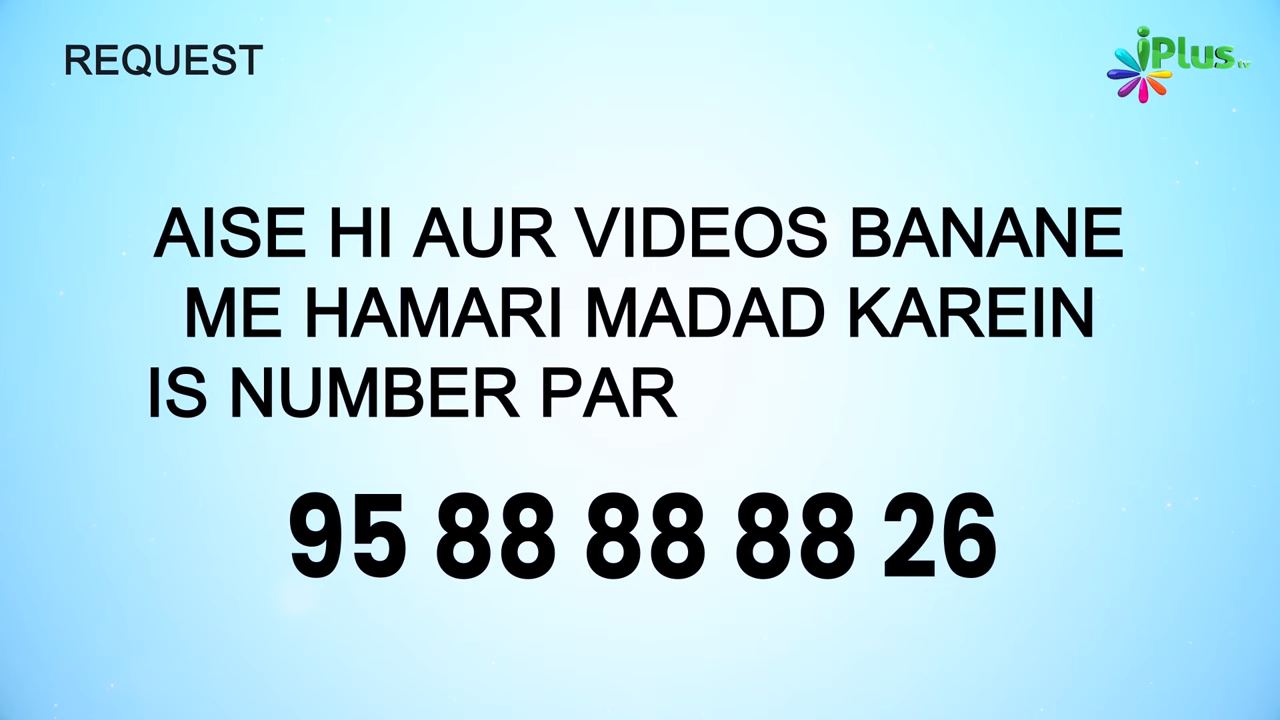 REQUEST
iPlus tv
AISE HI AUR VIDEOS BANANE
ME HAMARI MADAD KAREIN
IS NUMBER PAR
95 88 88 88 26